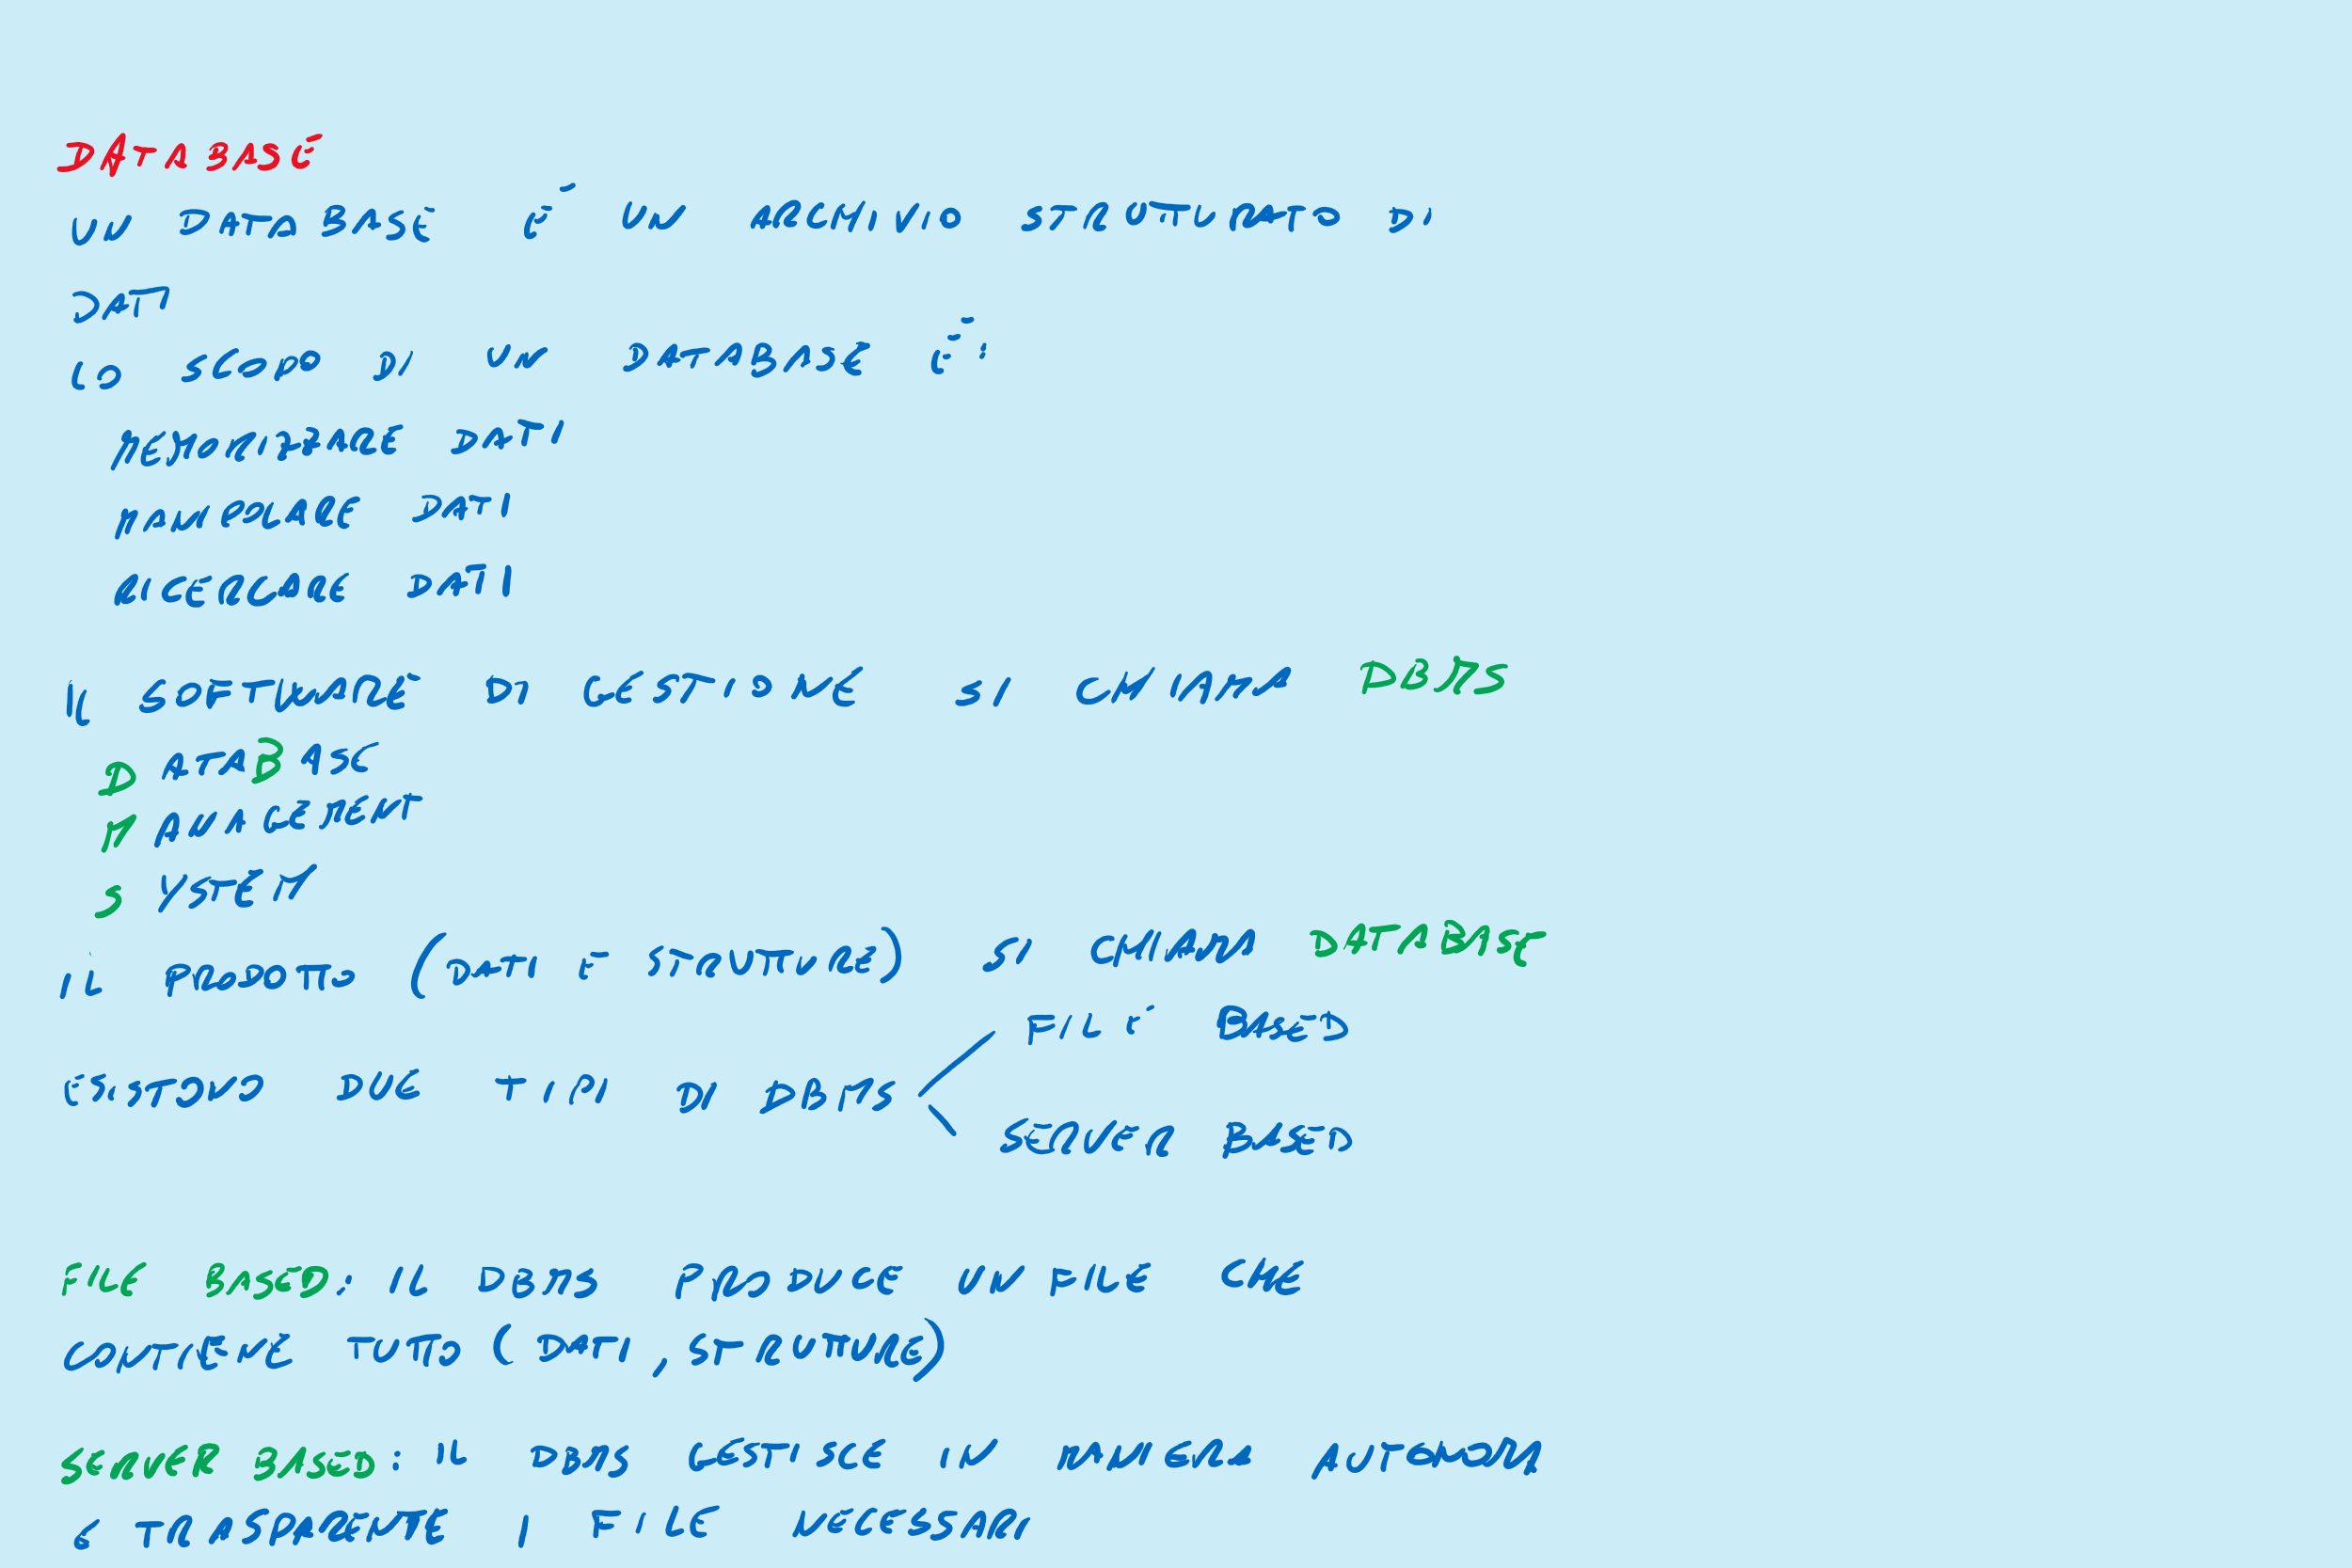 DATABASE
UN DATABASE É UN ARCHIVIO STRUTTURATO DI
DATI
LO SCOPO DI UN DATABASE É:
MEMORIZZARE DATI
MANIPOLARE DATI
RICERCARE DATI
IL SOFTWARE DI GESTIONE SI CHIAMA DBMS
DATABASE
MANAGEMENT
SYSTEM
IL PRODOTTO (DATI E STRUTTURE) SI CHIAMA DATABASE
FILE BASED
ESISTONO DUE TIPI DI DBMS
SERVER BASED
FILE BASED: IL DBMS PRODUCE UN FILE CHE
CONTIENE TUTTO (DATI, STRUTTURE)
SERVER BASED: IL DBMS GESTISCE IN MANIERA AUTONOMA
E TRASPARENTE I FILE NECESSARI